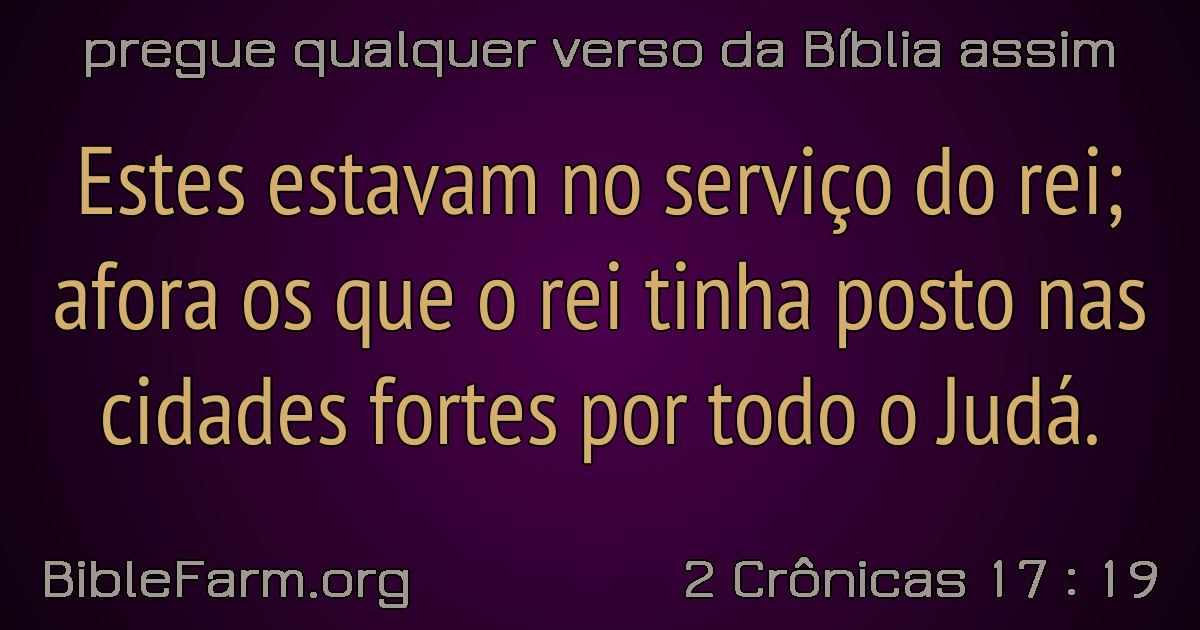 pregue qualquer verso da Bíblia assim
Estes estavam no serviço do rei;
afora os que o rei tinha posto nas
cidades fortes por todo o Judá.
BibleFarm.org
2 Crônicas 17 : 19